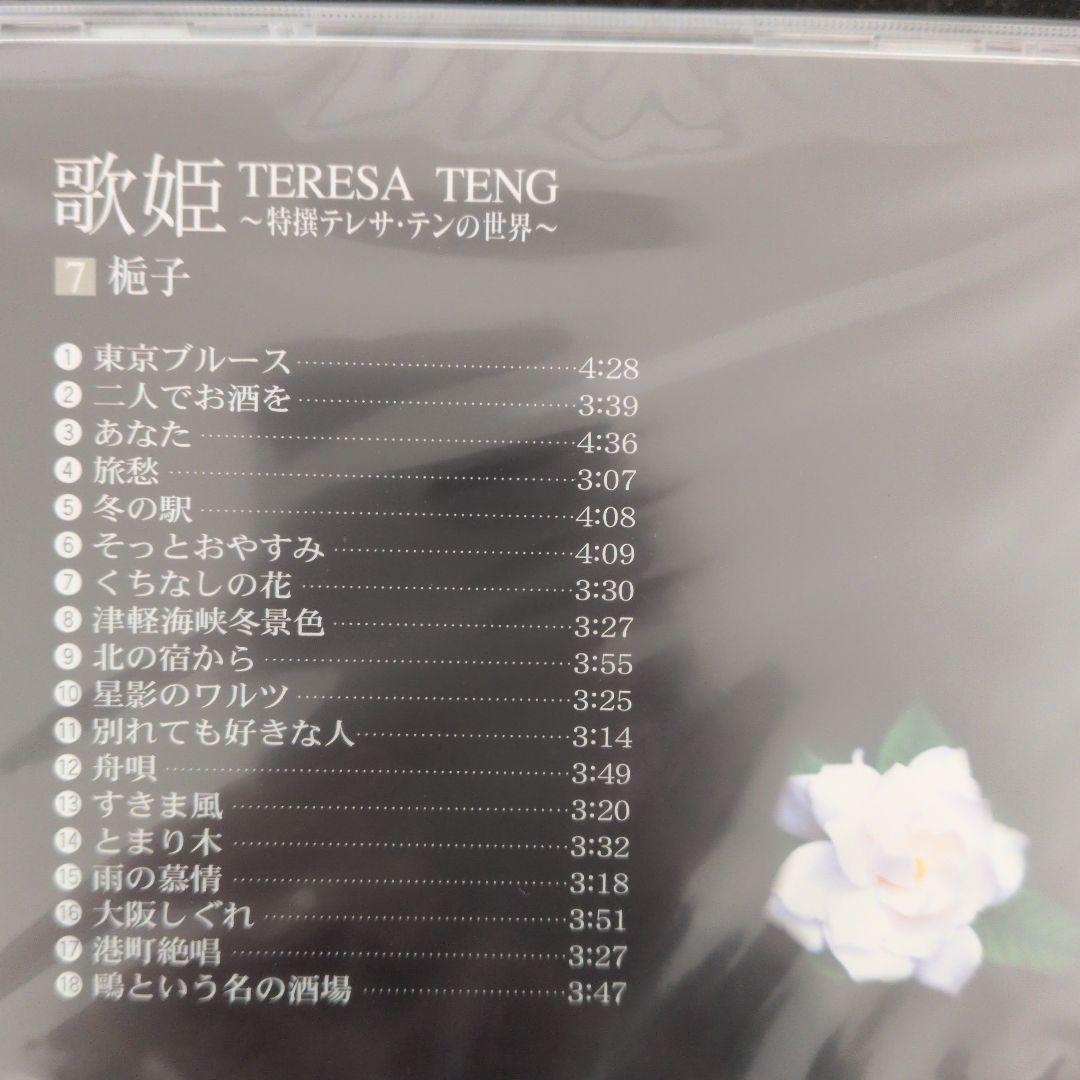 歌姫 TERESA TENG
～特撰テレサ・テンの世界～
7 梔子
1 東京ブルース 4:28
2 二人でお酒を 3:39
3 あなた 4:36
4 旅愁 3:07
5 冬の駅 4:08
6 そっとおやすみ 4:09
7 くちなしの花 3:30
8 津軽海峡冬景色 3:27
9 北の宿から 3:55
10 星影のワルツ 3:25
11 別れても好きな人 3:14
12 舟唄 3:49
13 すきま風 3:20
14 とまり木 3:32
15 雨の慕情 3:18
16 大阪しぐれ 3:51
17 港町絶唱 3:27
18 鷗という名の酒場 3:47